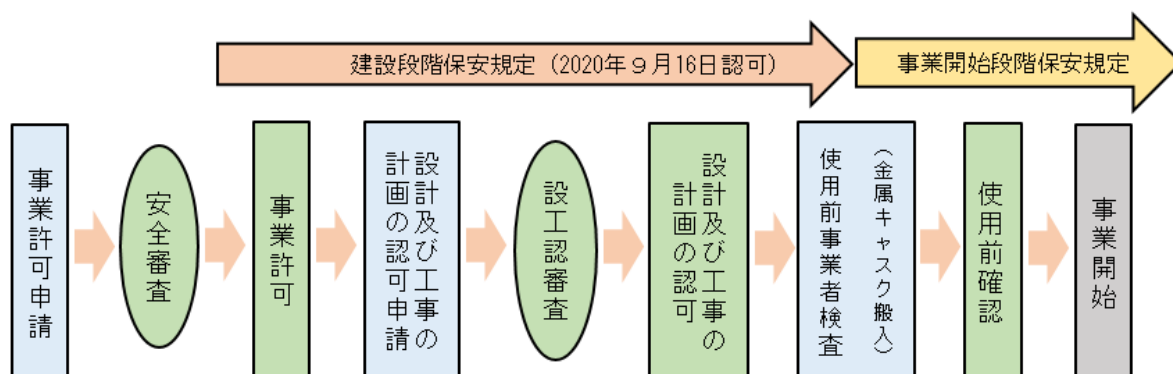 建設段階保安規定（2020年９月16日認可）
事業開始段階保安規定
事業許可申請
安全審査
事業許可
設計及び工事の
計画の認可申請
設工認審査
設計及び工事の
計画の認可
（金属キャスク搬入）
使用前事業者検査
使用前確認
事業開始